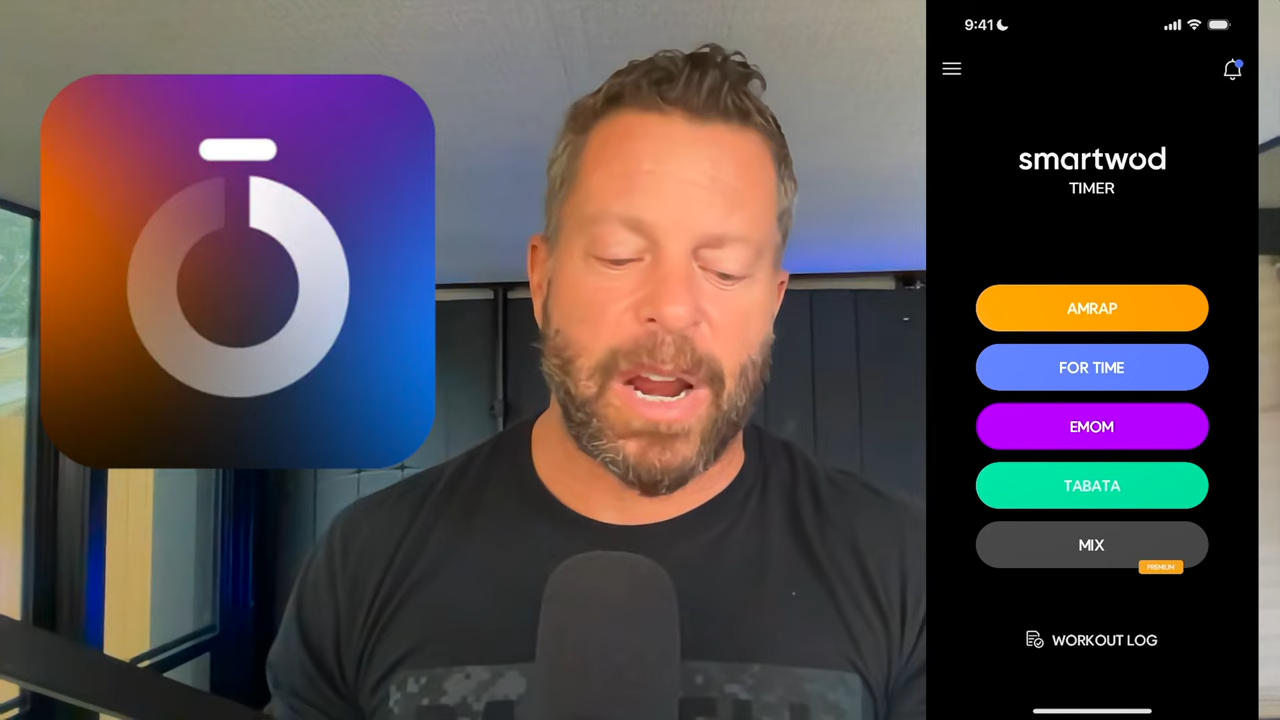 9:41
smartwod
TIMER
AMRAP
FOR TIME
EMOM
TABATA
MIX
PREMIUM
WORKOUT LOG